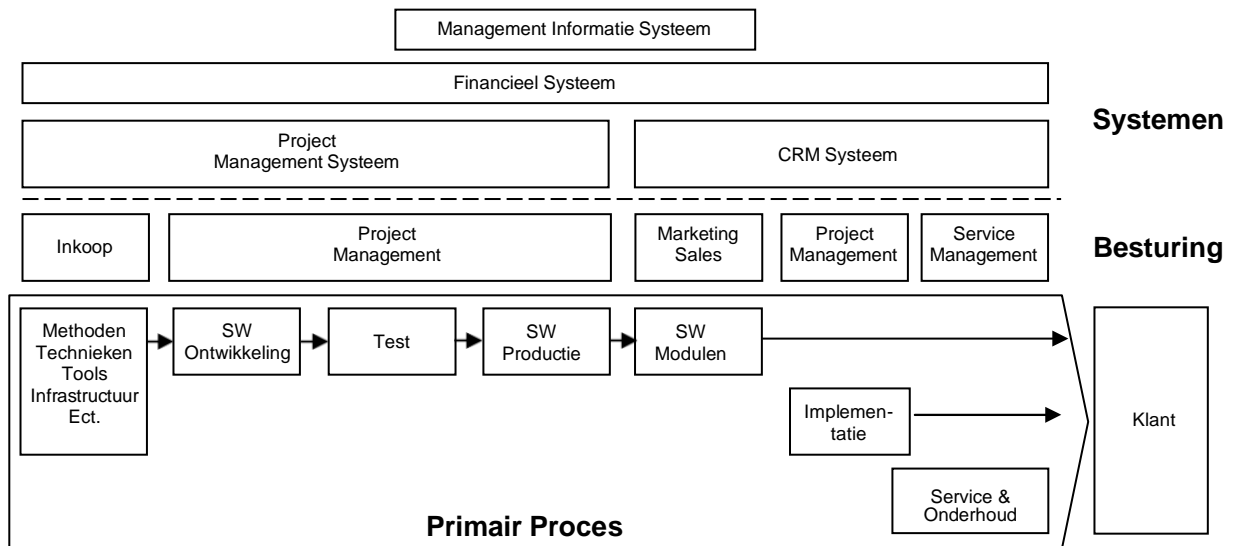 Management Informatie Systeem
Financieel Systeem
Systemen
Project
Management Systeem
CRM Systeem
Inkoop
Project
Management
Marketing
Sales
Project
Management
Service
Management
Besturing
Methoden
Technieken
Tools
Infrastructuur
Ect.
SW
Ontwikkeling
Test
SW
Productie
SW
Modulen
Implemen-
tatie
Klant
Service &
Onderhoud
Primair Proces